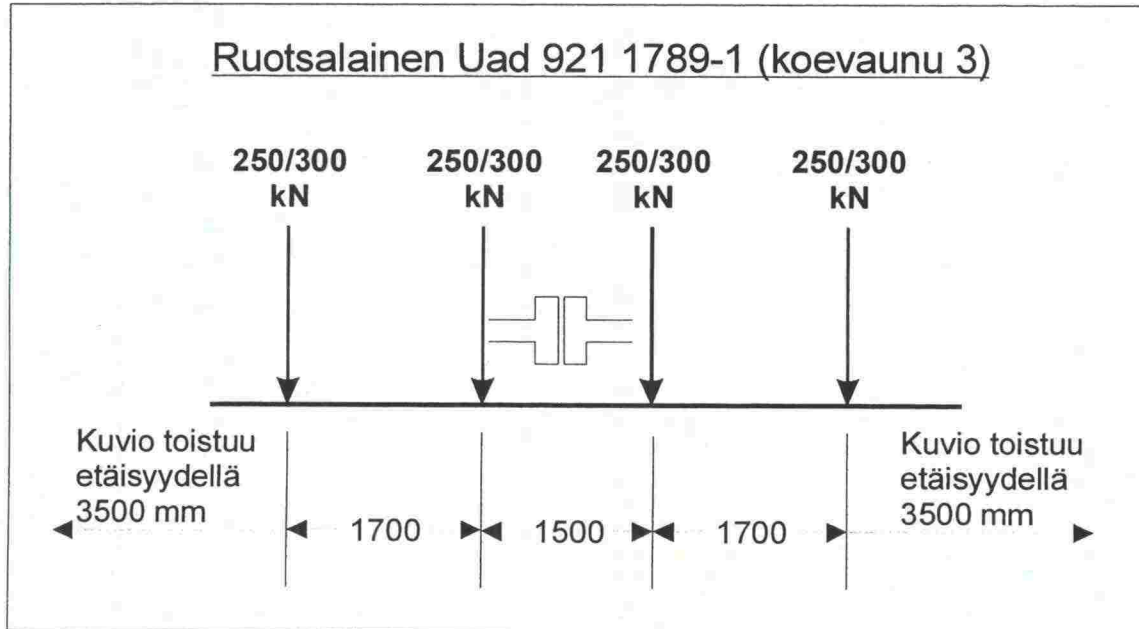 Ruotsalainen Uad 921 1789-1 (koevaunu 3)
250/300
kN
250/300
kN
250/300
kN
250/300
kN
Kuvio toistuu
etäisyydellä
3500 mm
Kuvio toistuu
etäisyydellä
3500 mm
1700
1500
1700